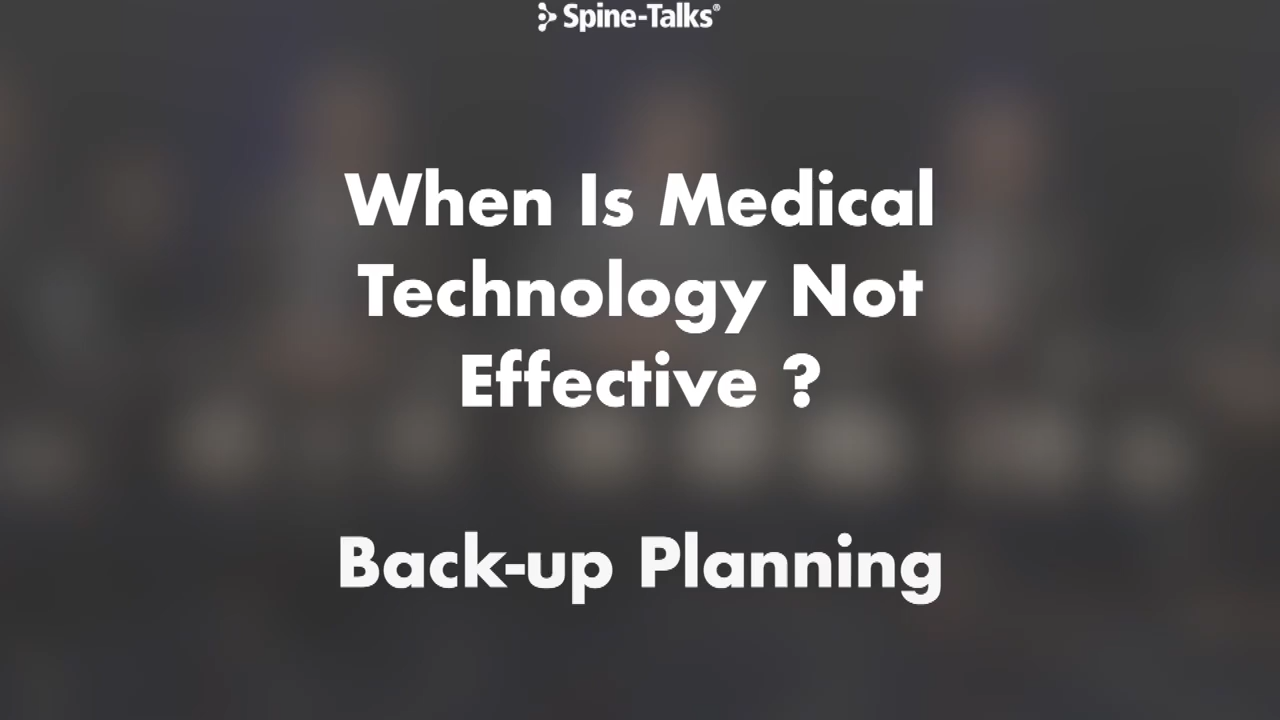 Spine-Talks®
When Is Medical
Technology Not
Effective ?
Back-up Planning